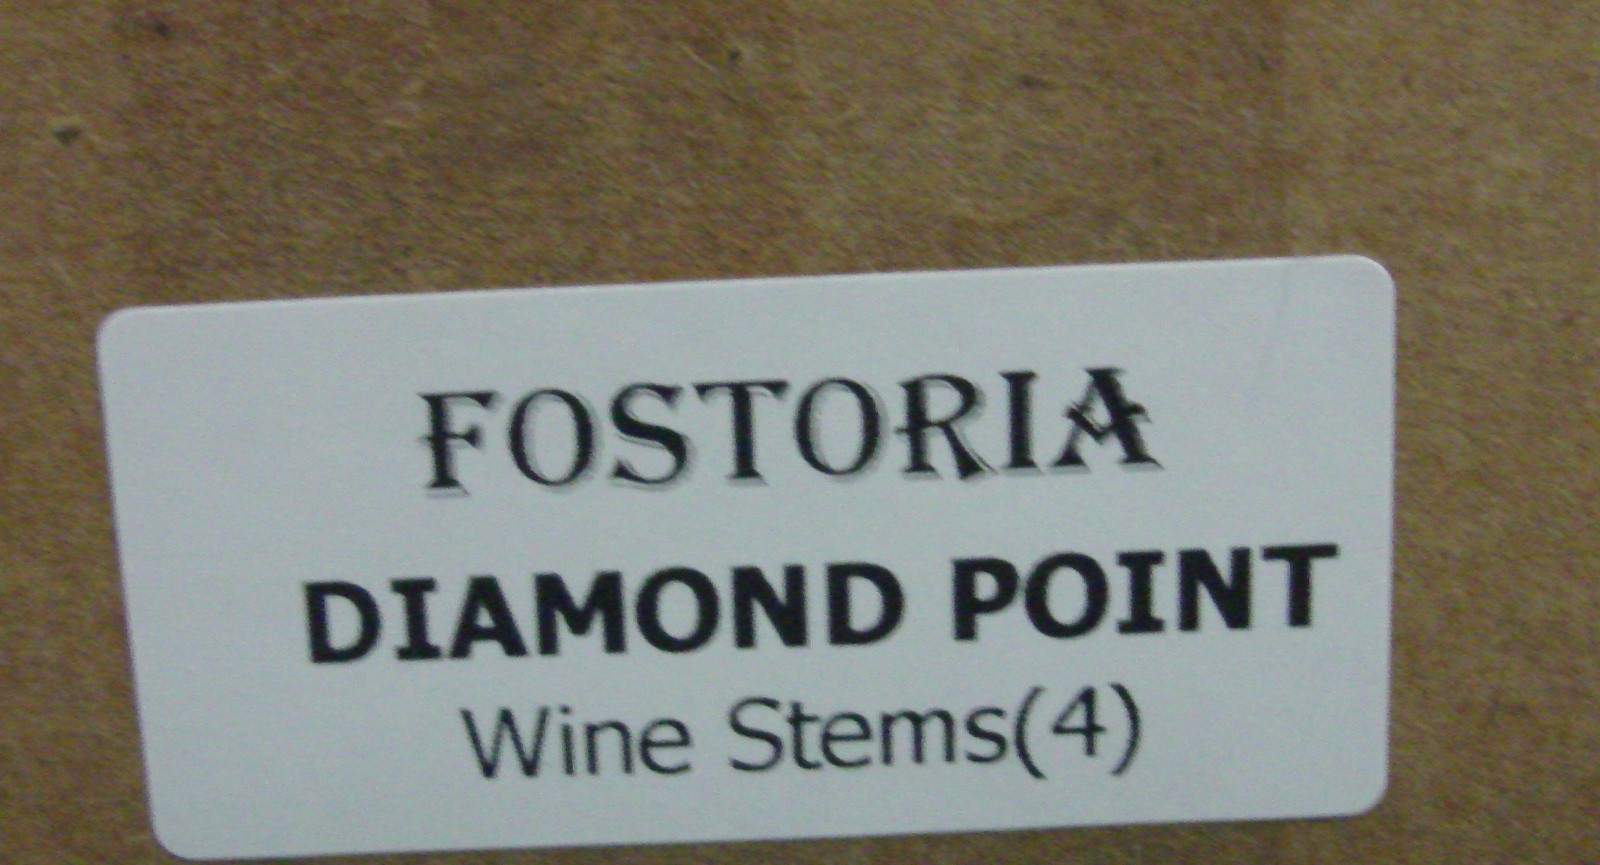 FOSTORIA
DIAMOND POINT
Wine Stems(4)